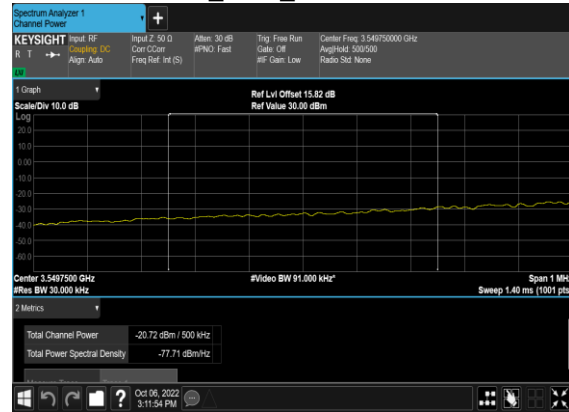 Spectrum Analyzer 1
Channel Power
+
KEYSIGHT Input: RF
R T Coupling: DC
Align: Auto
Input Z: 50 Ω
Corr CCorr
Freq Ref: Int (S)
Atten: 30 dB
#PNO: Fast
Trig: Free Run
Gate: Off
#IF Gain: Low
Center Freq: 3.549750000 GHz
Avg|Hold: 500/500
Radio Std: None
1 Graph
Scale/Div 10.0 dB
Ref Lvl Offset 15.82 dB
Ref Value 30.00 dBm
Log
20.0
10.0
0.00
-10.0
-20.0
-30.0
-40.0
-50.0
-60.0
Center 3.5497500 GHz
#Res BW 30.000 kHz
#Video BW 91.000 kHz*
Span 1 MH
Sweep 1.40 ms (1001 pts
2 Metrics
Total Channel Power -20.72 dBm / 500 kHz
Total Power Spectral Density -77.71 dBm/Hz
?
Oct 06, 2022
3:11:54 PM